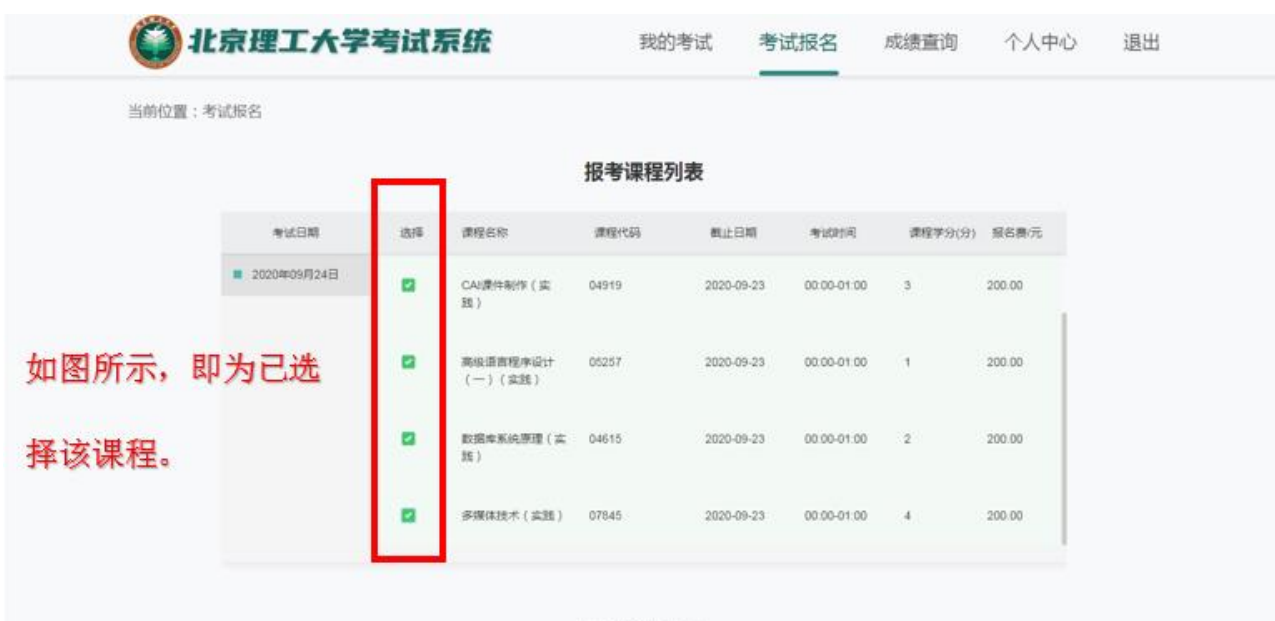 北京理工大学考试系统 我的考试 考试报名 成绩查询 个人中心 退出
当前位置：考试报名
报考课程列表
考试日期 选择 课程名称 课程代码 截止日期 考试时间 课程学分(分) 报名费/元
2020年09月24日
CAI课件制作（实
践）
04919 2020-09-23 00:00-01:00 3 200.00
高级语言程序设计
（一）（实践）
05257 2020-09-23 00:00-01:00 1 200.00
数据库系统原理（实
践）
04615 2020-09-23 00:00-01:00 2 200.00
多媒体技术（实践） 07845 2020-09-23 00:00-01:00 4 200.00
如图所示，即为已选
择该课程。